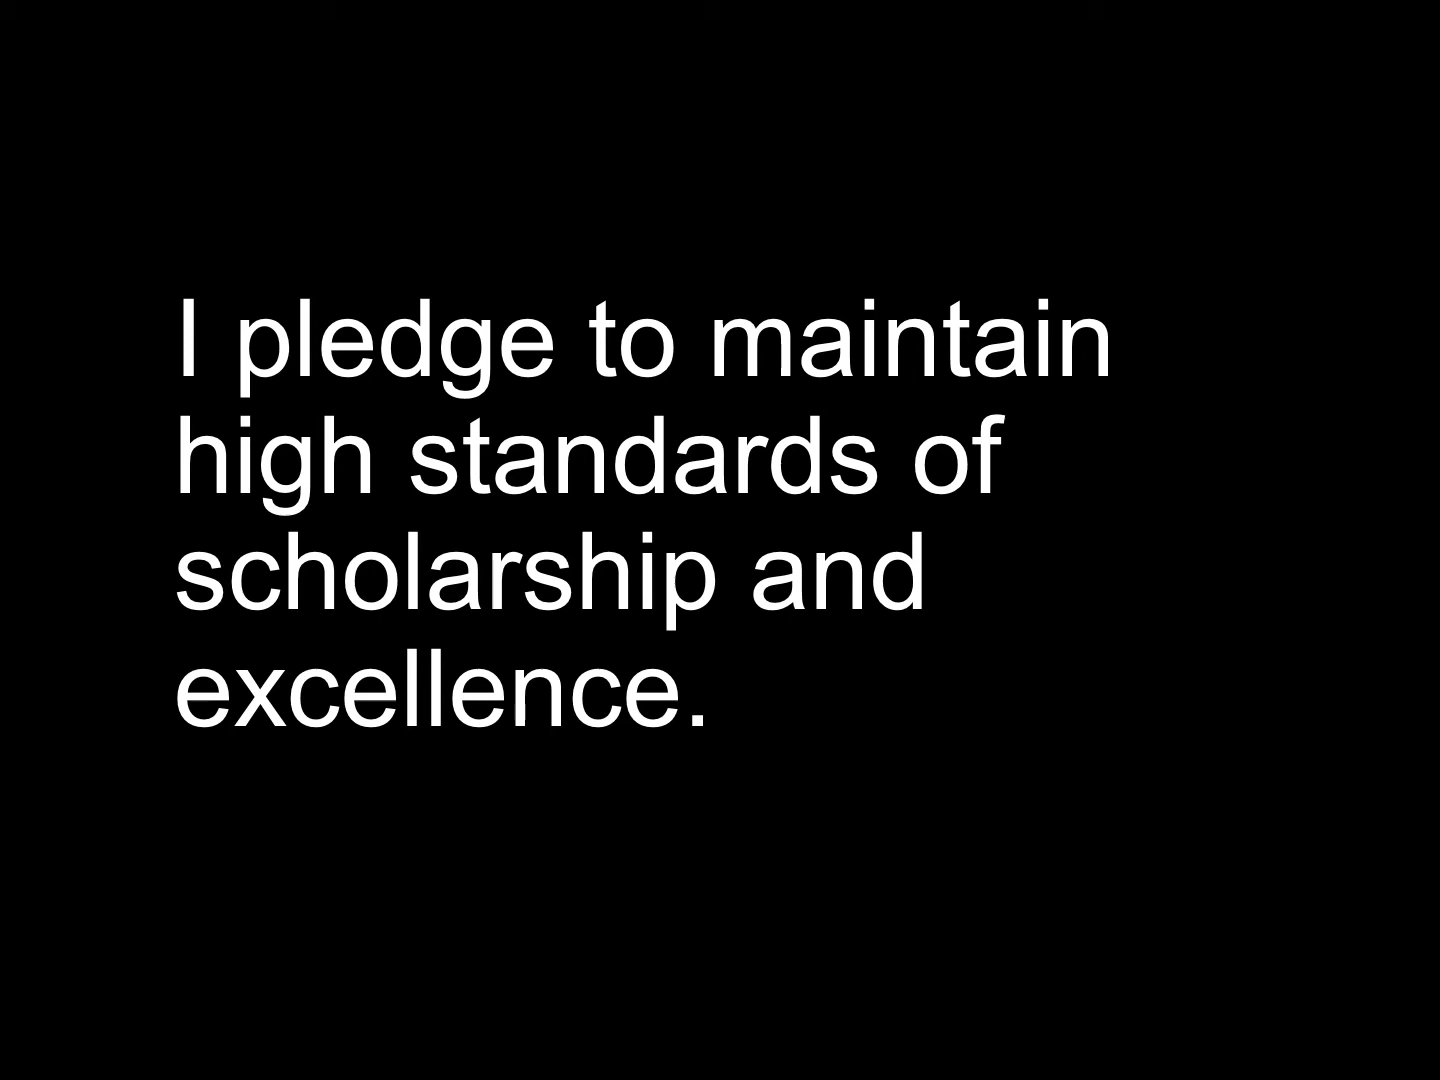 I pledge to maintain
high standards of
scholarship and
excellence.